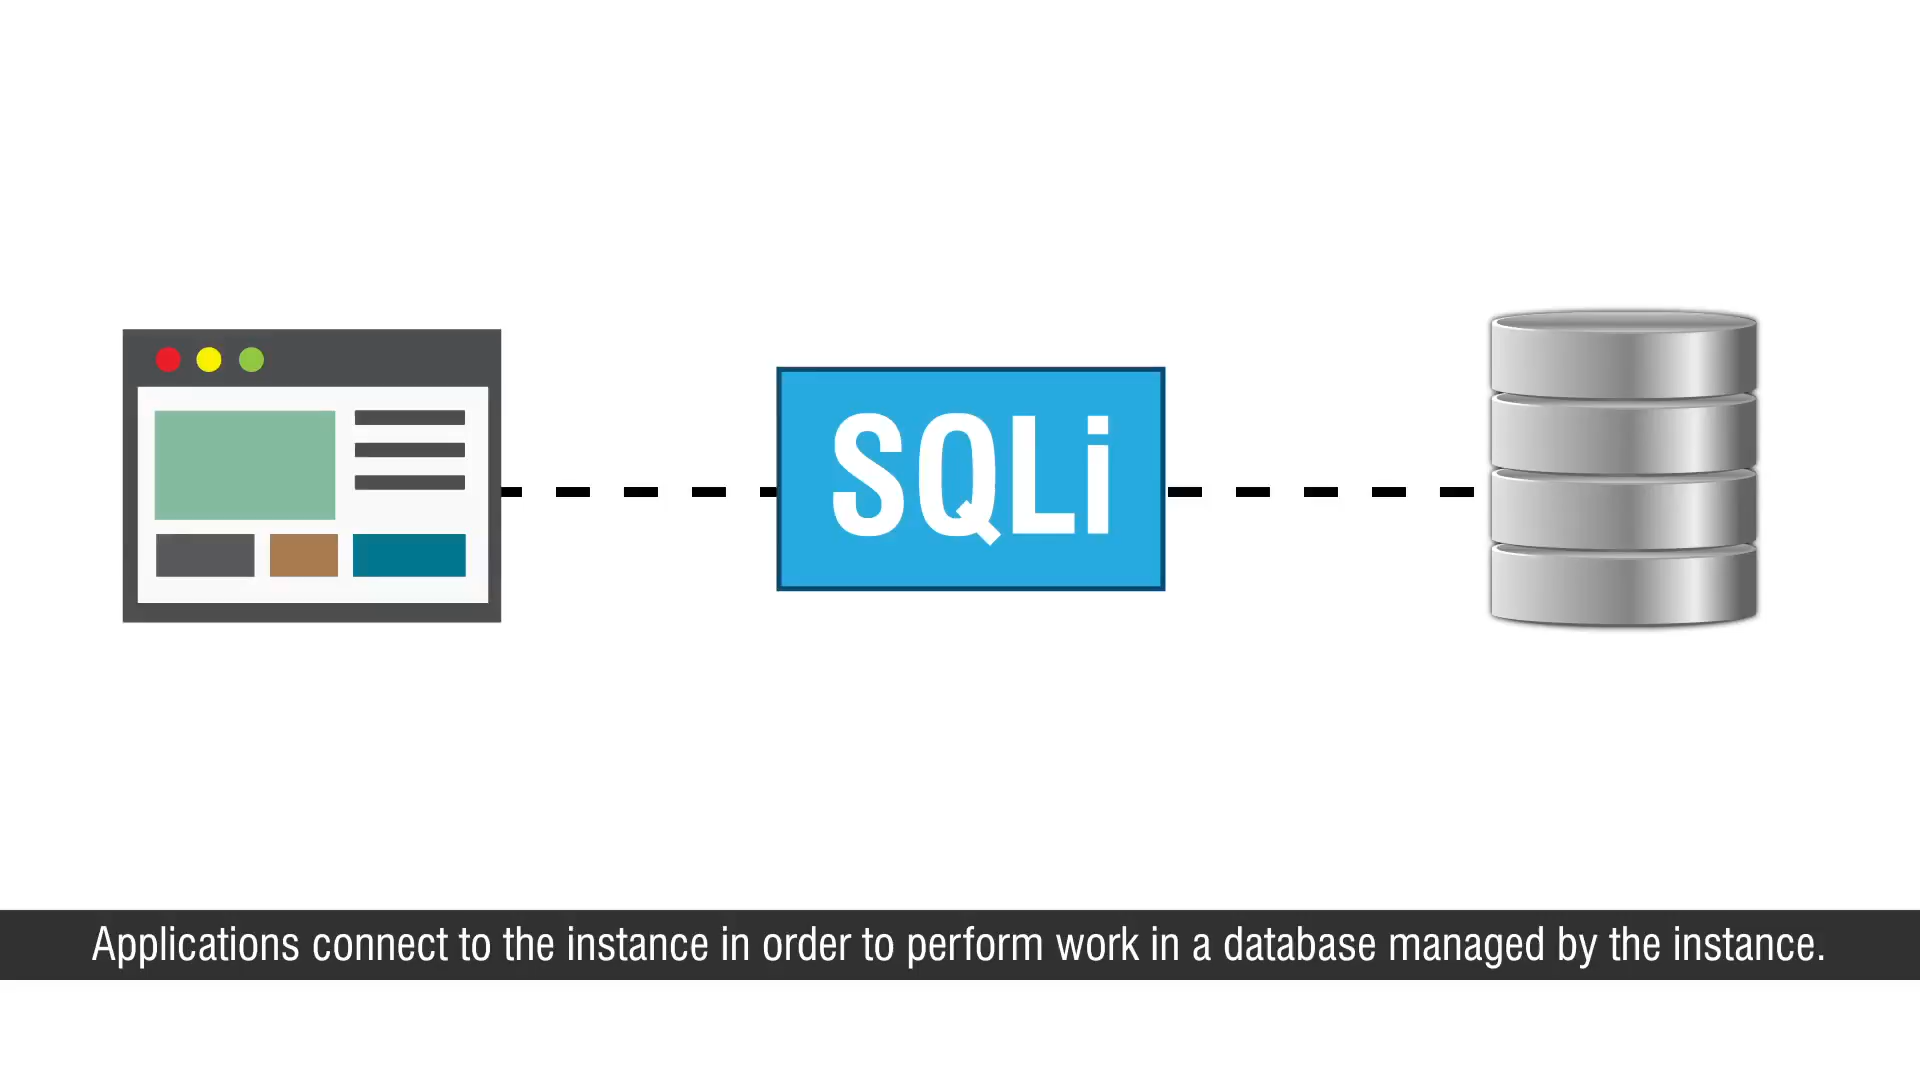 SQLi
Applications connect to the instance in order to perform work in a database managed by the instance.